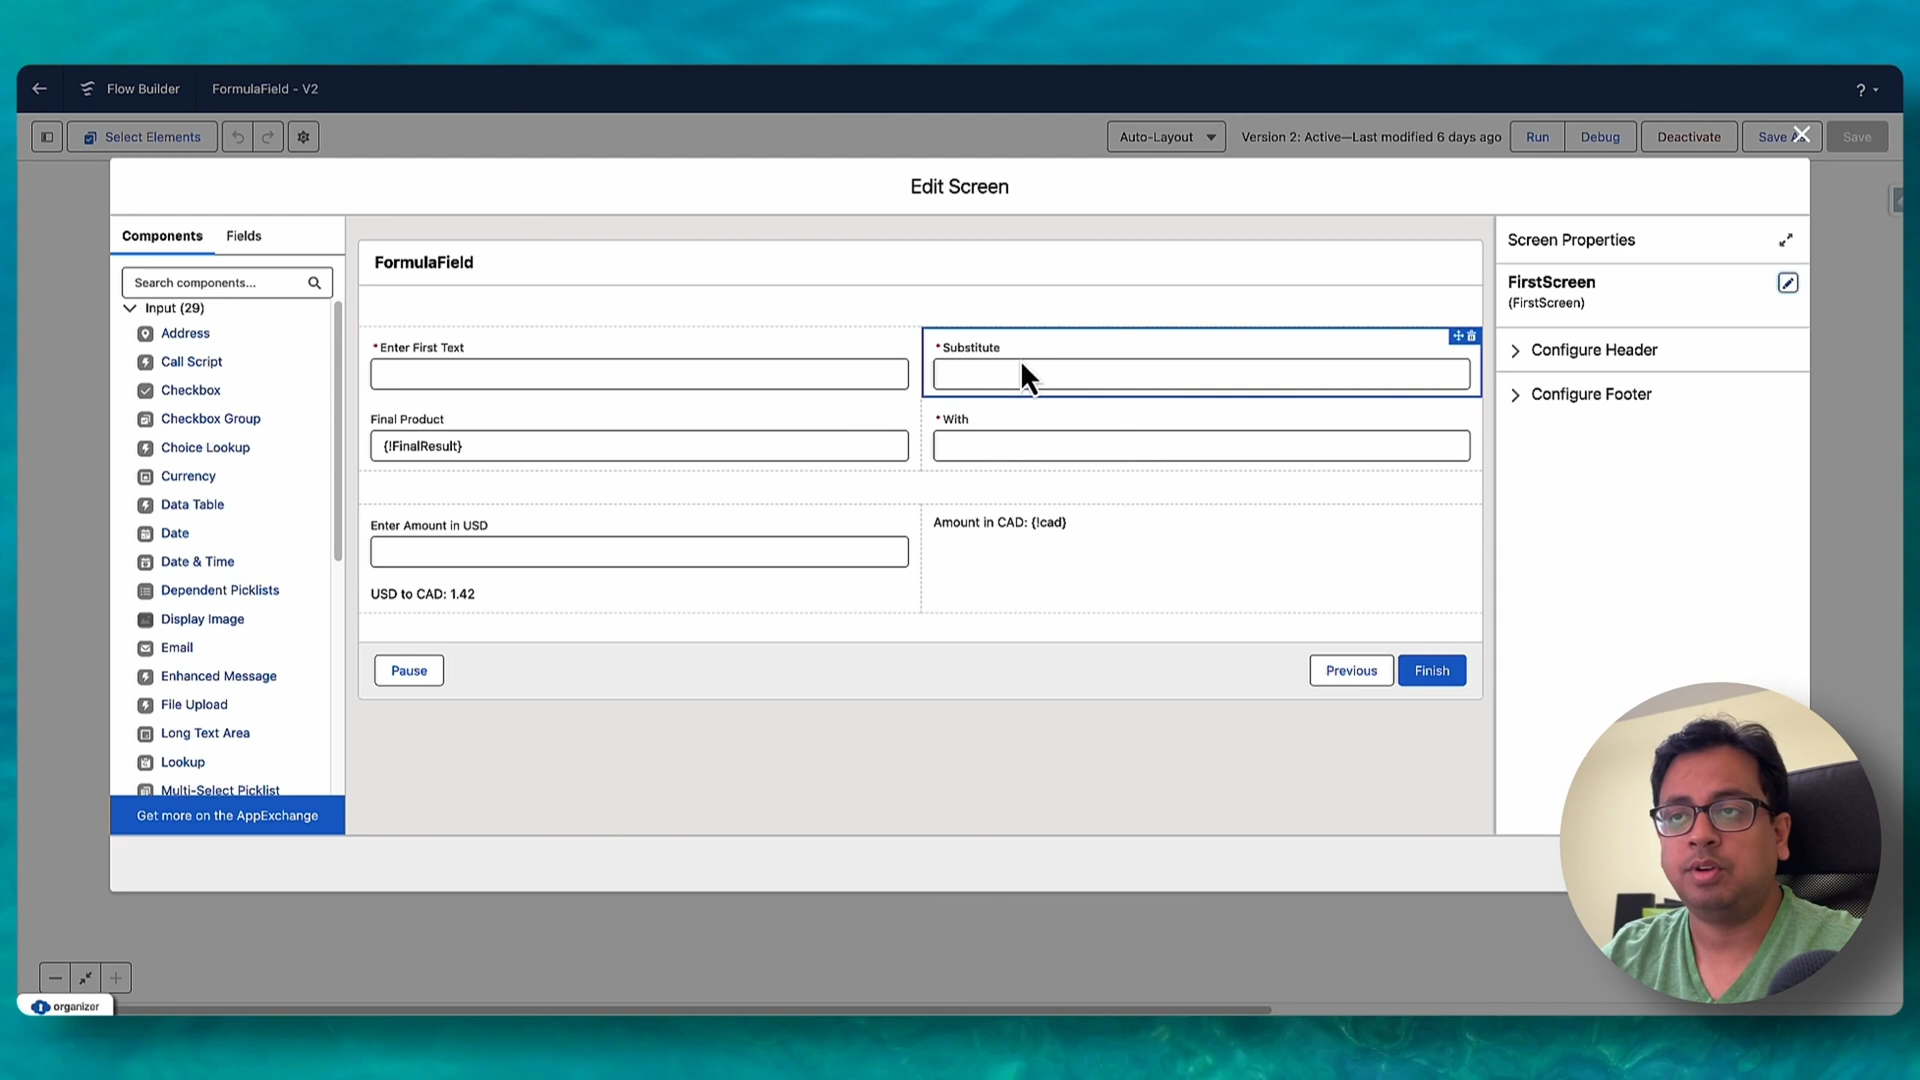 Flow Builder FormulaField - V2 ?
Select Elements Auto-Layout Version 2: Active—Last modified 6 days ago Run Debug Deactivate Save Save
Edit Screen
Components Fields
Search components...
Input (29)
Address
Call Script
Checkbox
Checkbox Group
Choice Lookup
Currency
Data Table
Date
Date & Time
Dependent Picklists
Display Image
Email
Enhanced Message
File Upload
Long Text Area
Lookup
Multi-Select Picklist
Get more on the AppExchange
FormulaField
*Enter First Text
*Substitute
Final Product
{!FinalResult}
*With
Enter Amount in USD
Amount in CAD: {!cad}
USD to CAD: 1.42
Pause Previous Finish
Screen Properties
FirstScreen
(FirstScreen)
Configure Header
Configure Footer
organizer